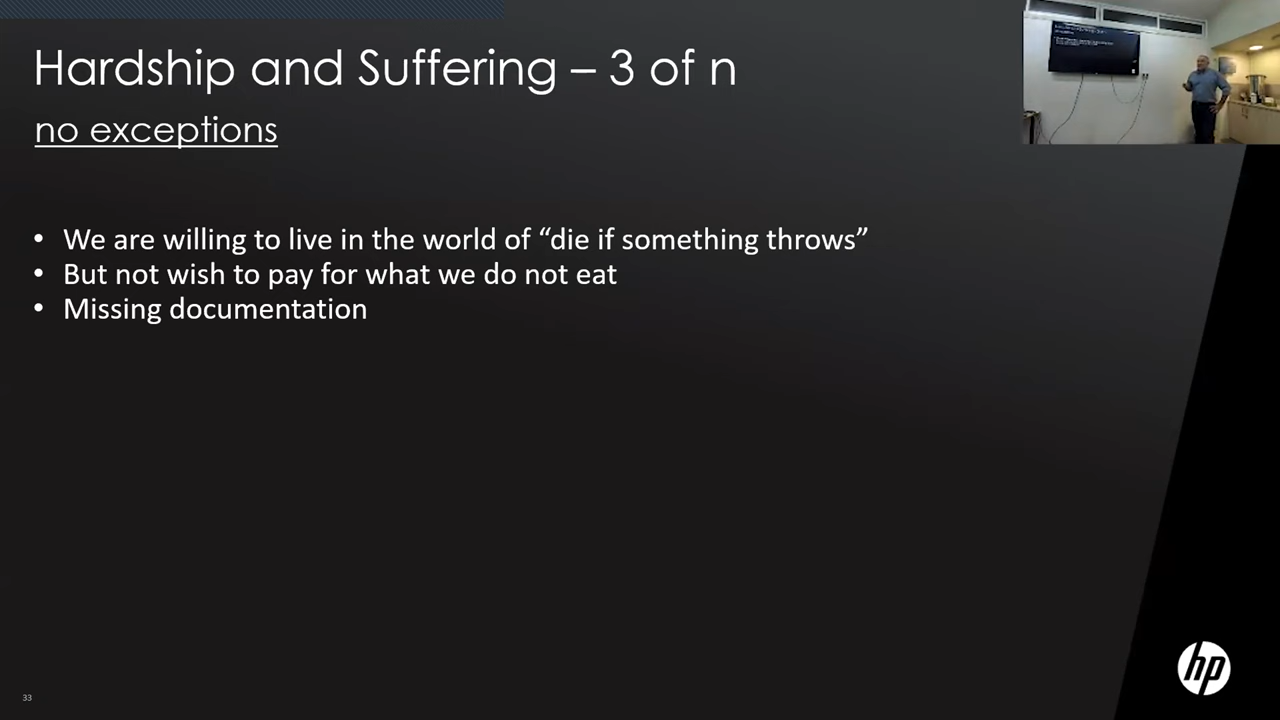 Hardship and Suffering – 3 of n
no exceptions
• We are willing to live in the world of “die if something throws”
• But not wish to pay for what we do not eat
• Missing documentation
33
hp